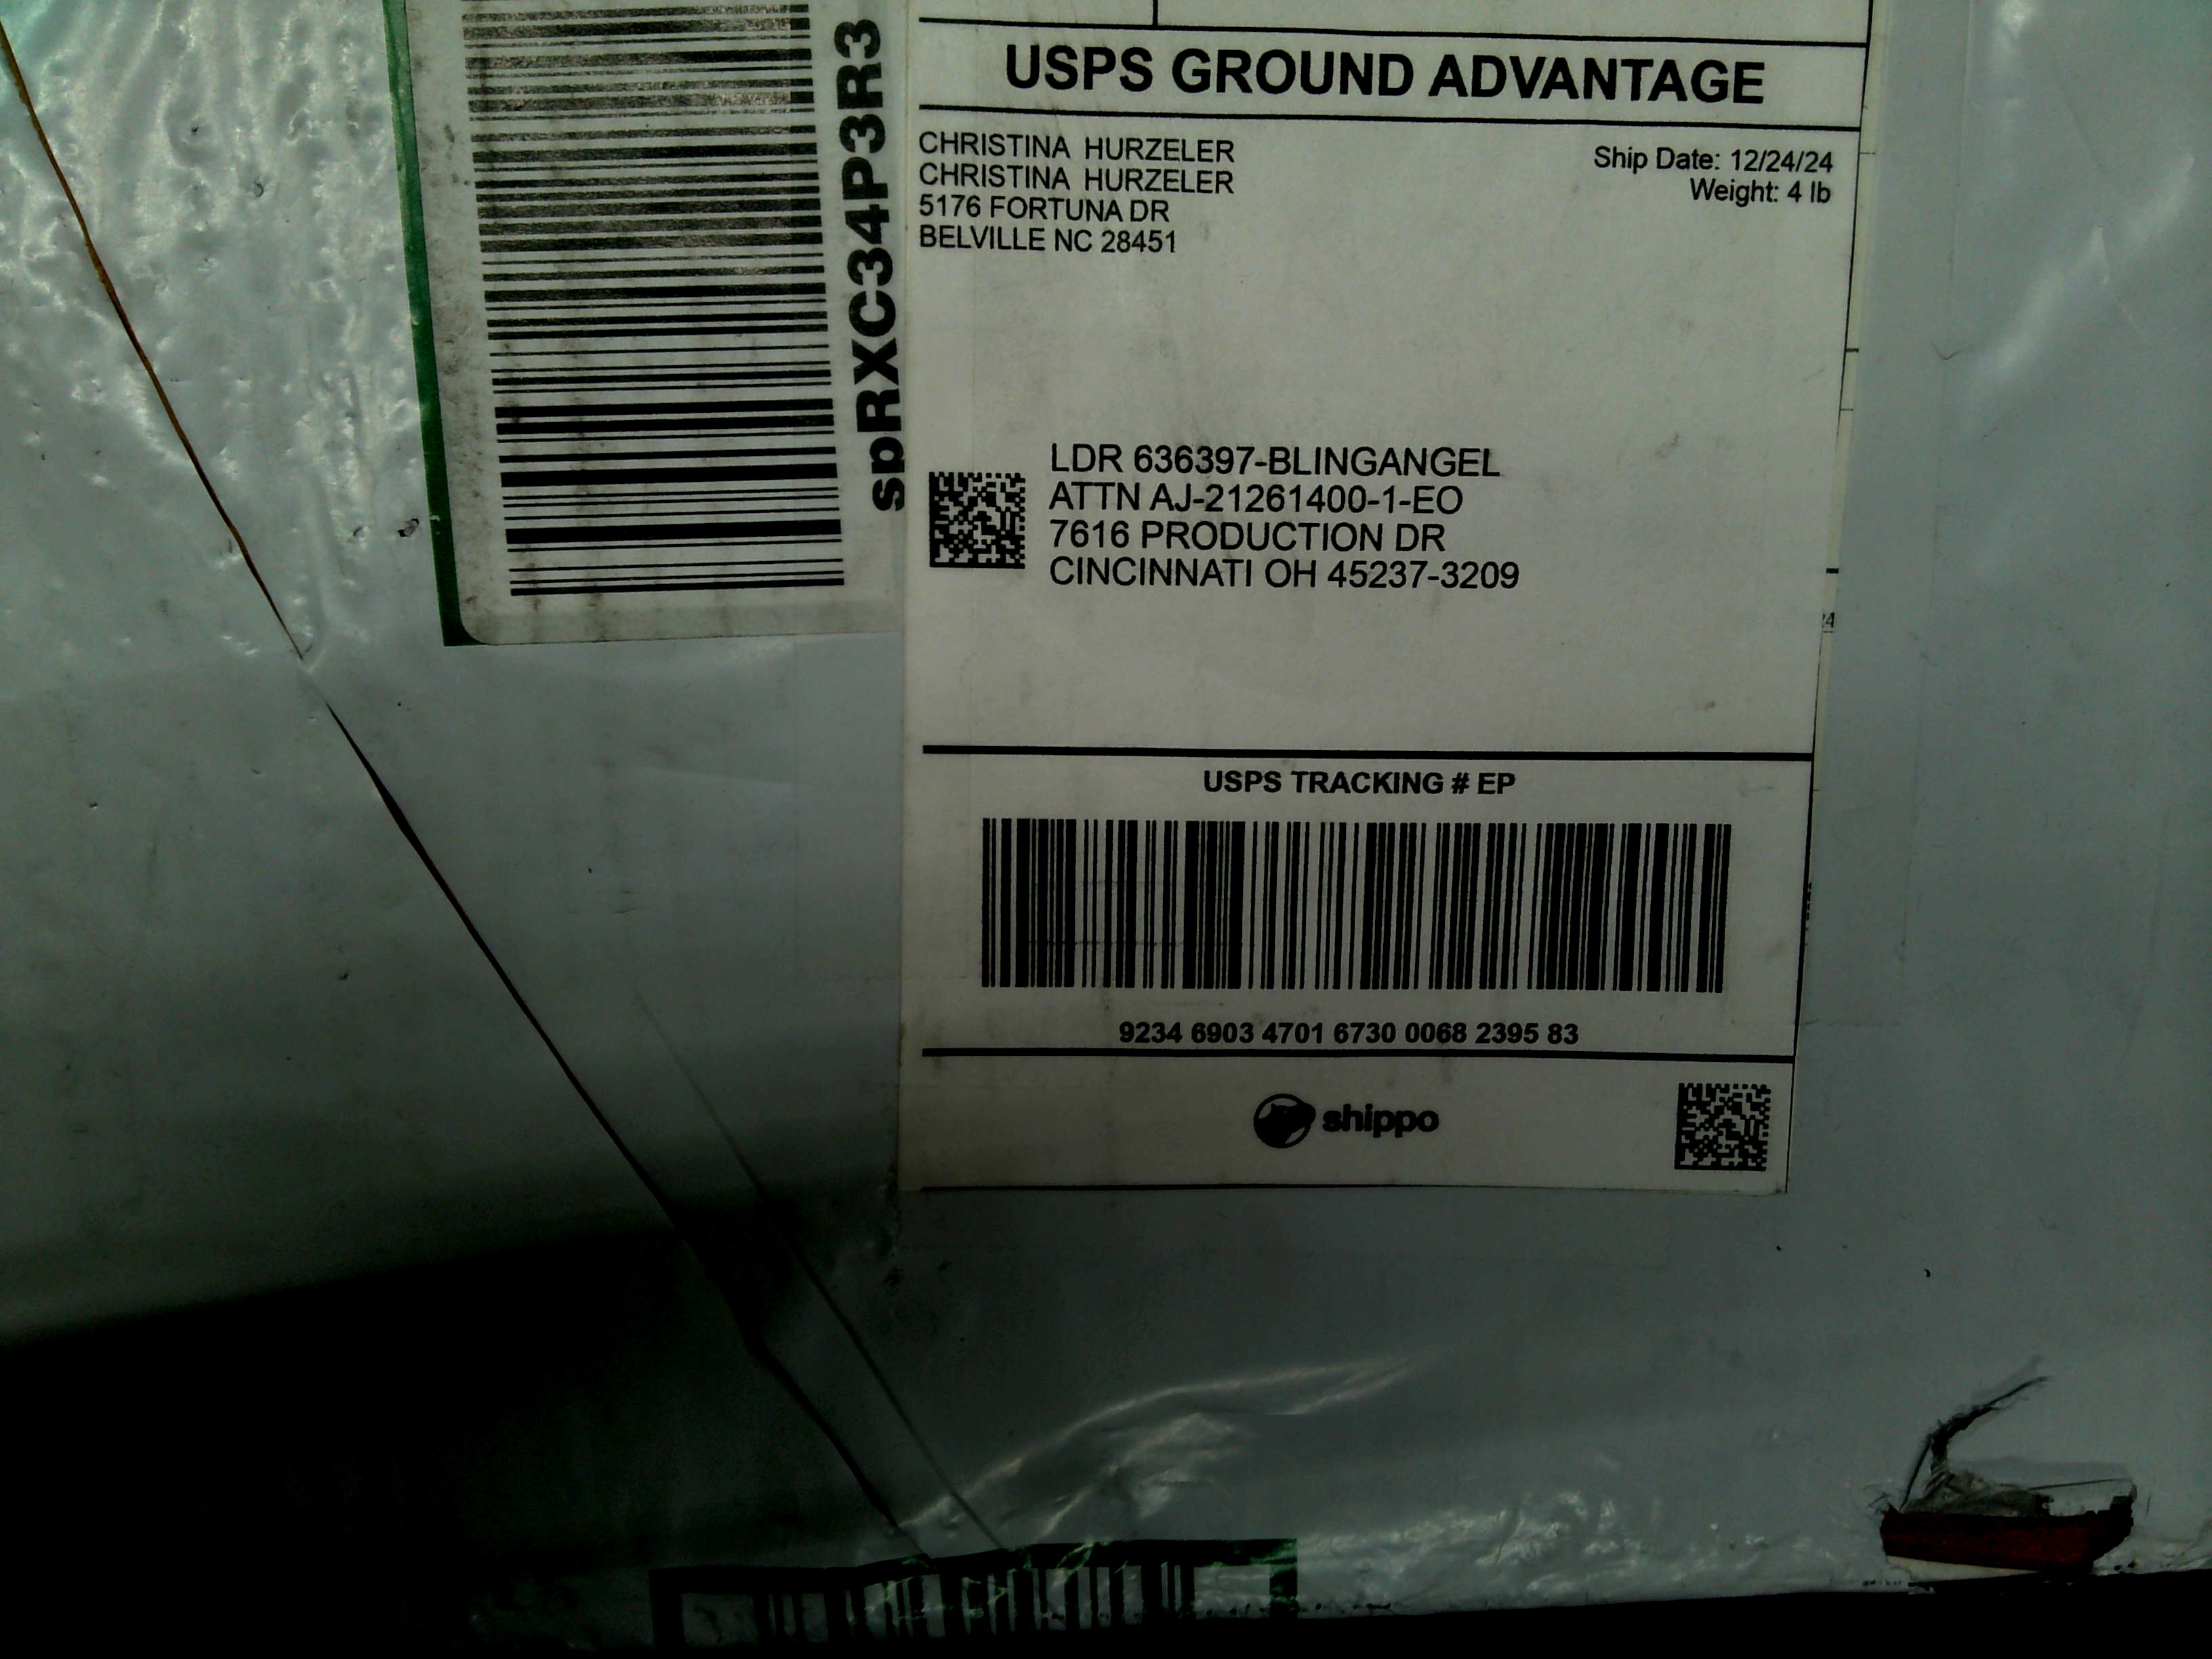 spRXC34P3R3
USPS GROUND ADVANTAGE
CHRISTINA HURZELER
CHRISTINA HURZELER
5176 FORTUNA DR
BELVILLE NC 28451
Ship Date: 12/24/24
Weight: 4 lb
LDR 636397-BLINGANGEL
ATTN AJ-21261400-1-EO
7616 PRODUCTION DR
CINCINNATI OH 45237-3209
24
USPS TRACKING # EP
9234 6903 4701 6730 0068 2395 83
shippo